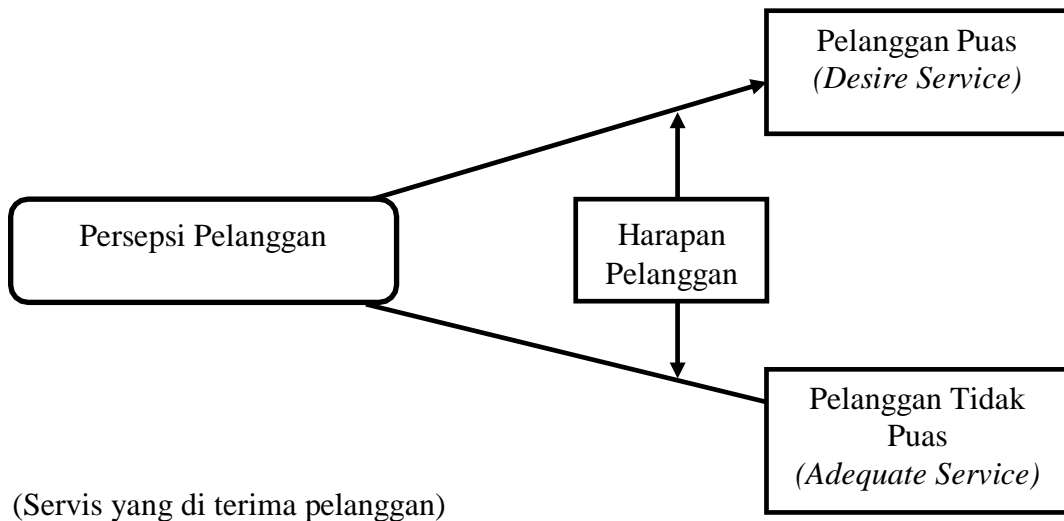 Pelanggan Puas
(Desire Service)
Persepsi Pelanggan
Harapan
Pelanggan
Pelanggan Tidak
Puas
(Adequate Service)
(Servis yang di terima pelanggan)